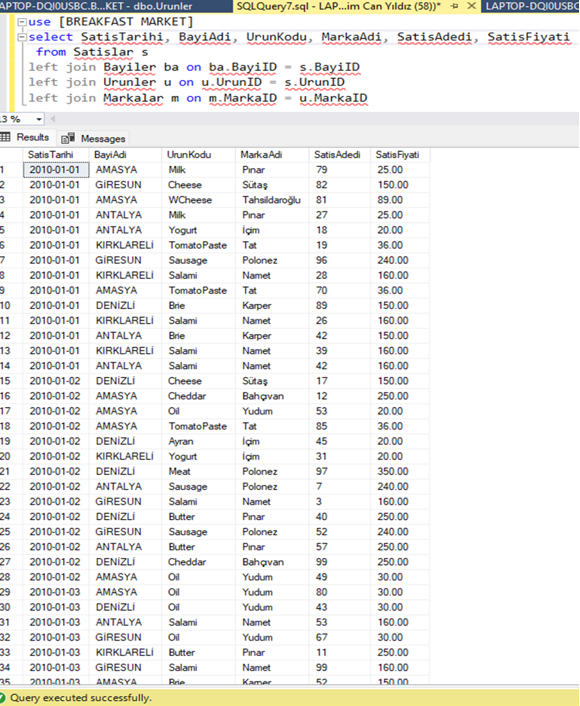 APTOP-DQI0USBC.B...KET - dbo.Urunler SQLQuery7.sql - LAP...im Can Yıldız (58))* LAPTOP-DQI0USBC
use [BREAKFAST MARKET]
select SatisTarihi, BayiAdi, UrunKodu, MarkaAdi, SatisAdedi, SatisFiyati
from Satislar s
left join Bayiler ba on ba.BayiID = s.BayiID
left join Urunler u on u.UrunID = s.UrunID
left join Markalar m on m.MarkaID = u.MarkaID
3 %
Results Messages
SatisTarihi BayiAdi UrunKodu MarkaAdi SatisAdedi SatisFiyati
1 2010-01-01 AMASYA Milk Pınar 79 25.00
2 2010-01-01 GİRESUN Cheese Sütaş 82 150.00
3 2010-01-01 AMASYA WCheese Tahsildaroğlu 81 89.00
4 2010-01-01 ANTALYA Milk Pınar 27 25.00
5 2010-01-01 ANTALYA Yogurt İçim 18 20.00
6 2010-01-01 KIRKLARELİ TomatoPaste Tat 19 36.00
7 2010-01-01 GİRESUN Sausage Polonez 96 240.00
8 2010-01-01 KIRKLARELİ Salami Namet 28 160.00
9 2010-01-01 AMASYA TomatoPaste Tat 70 36.00
10 2010-01-01 DENİZLİ Brie Karper 89 150.00
11 2010-01-01 KIRKLARELİ Salami Namet 26 160.00
12 2010-01-01 ANTALYA Brie Karper 42 150.00
13 2010-01-01 KIRKLARELİ Salami Namet 39 160.00
14 2010-01-01 ANTALYA Salami Namet 42 160.00
15 2010-01-02 DENİZLİ Cheese Sütaş 17 150.00
16 2010-01-02 AMASYA Cheddar Bahçıvan 12 250.00
17 2010-01-02 AMASYA Oil Yudum 53 20.00
18 2010-01-02 AMASYA TomatoPaste Tat 85 36.00
19 2010-01-02 DENİZLİ Ayran İçim 45 20.00
20 2010-01-02 KIRKLARELİ Yogurt İçim 31 20.00
21 2010-01-02 DENİZLİ Meat Polonez 97 350.00
22 2010-01-02 ANTALYA Sausage Polonez 7 240.00
23 2010-01-02 GİRESUN Salami Namet 3 160.00
24 2010-01-02 DENİZLİ Butter Pınar 40 250.00
25 2010-01-02 GİRESUN Sausage Polonez 52 240.00
26 2010-01-02 ANTALYA Butter Pınar 57 250.00
27 2010-01-02 DENİZLİ Cheddar Bahçıvan 99 250.00
28 2010-01-02 AMASYA Oil Yudum 49 30.00
29 2010-01-03 AMASYA Oil Yudum 80 30.00
30 2010-01-03 DENİZLİ Oil Yudum 43 30.00
31 2010-01-03 ANTALYA Salami Namet 53 160.00
32 2010-01-03 GİRESUN Oil Yudum 67 30.00
33 2010-01-03 KIRKLARELİ Butter Pınar 11 250.00
34 2010-01-03 GİRESUN Salami Namet 99 160.00
35 2010-01-03 AMASYA Brie Karper 52 150.00
Query executed successfully.